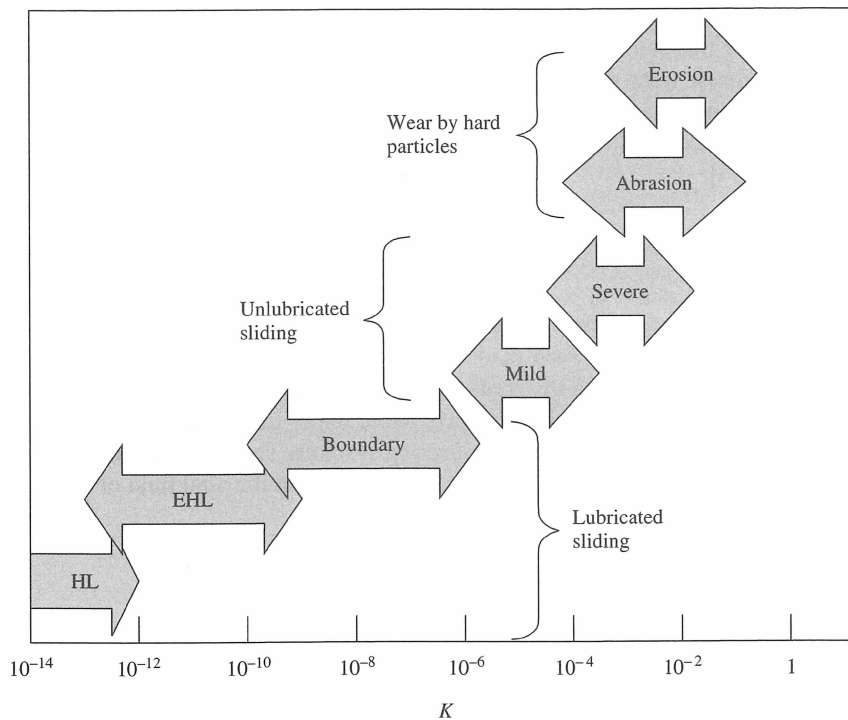 Erosion
Wear by hard
particles
Abrasion
Severe
Unlubricated
sliding
Mild
Boundary
EHL
Lubricated
sliding
HL
10⁻¹⁴ 10⁻¹² 10⁻¹⁰ 10⁻⁸ 10⁻⁶ 10⁻⁴ 10⁻² 1
K